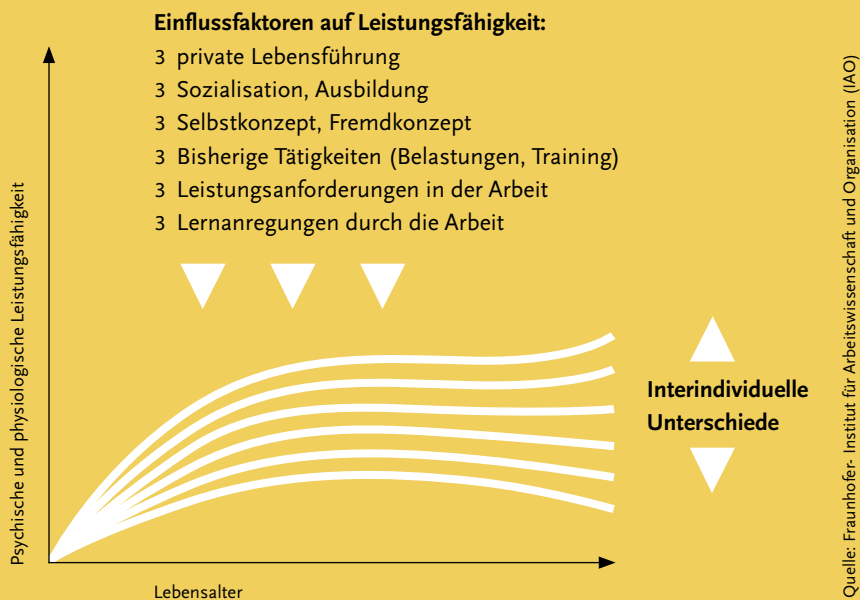 Einflussfaktoren auf Leistungsfähigkeit:
3 private Lebensführung
3 Sozialisation, Ausbildung
3 Selbstkonzept, Fremdkonzept
3 Bisherige Tätigkeiten (Belastungen, Training)
3 Leistungsanforderungen in der Arbeit
3 Lernanregungen durch die Arbeit
Psychische und physiologische Leistungsfähigkeit
Interindividuelle
Unterschiede
Lebensalter
Quelle: Fraunhofer- Institut für Arbeitswissenschaft und Organisation (IAO)